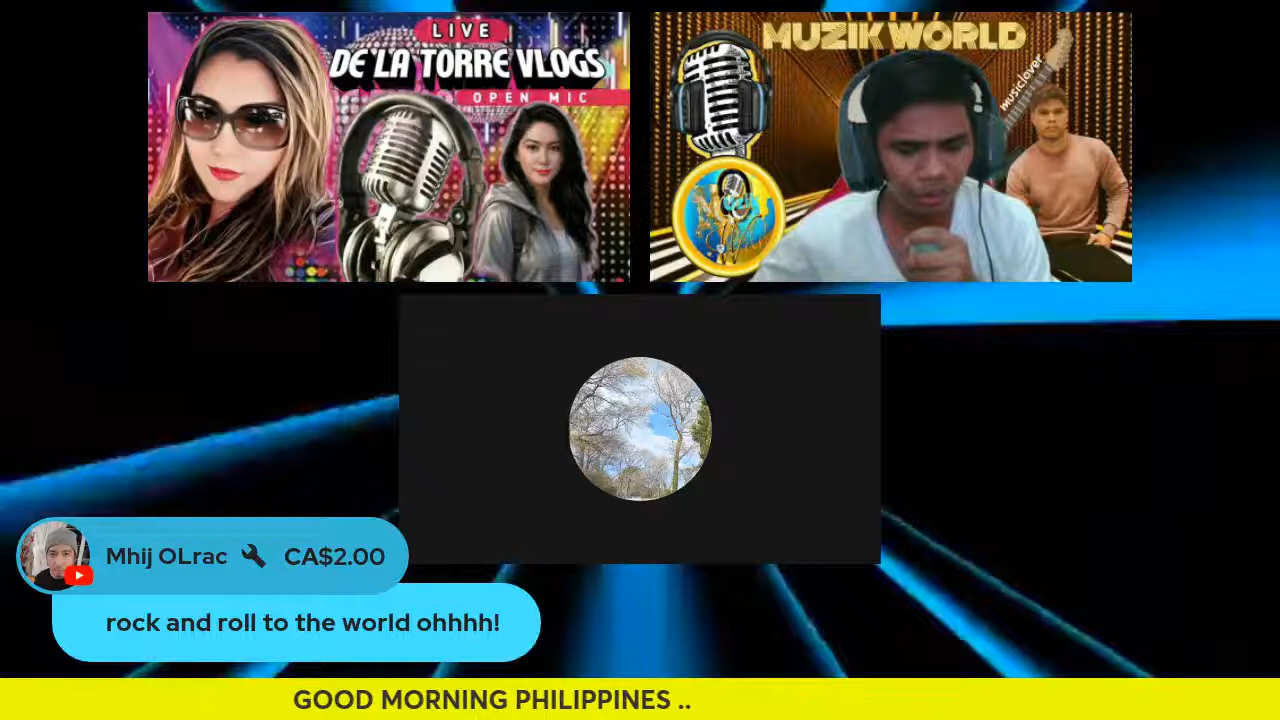 LIVE
DE LA TORRE VLOGS
OPEN MIC
MUZIK WORLD
musiclover
Mhij OLrac CA$2.00
rock and roll to the world ohhhh!
GOOD MORNING PHILIPPINES ..